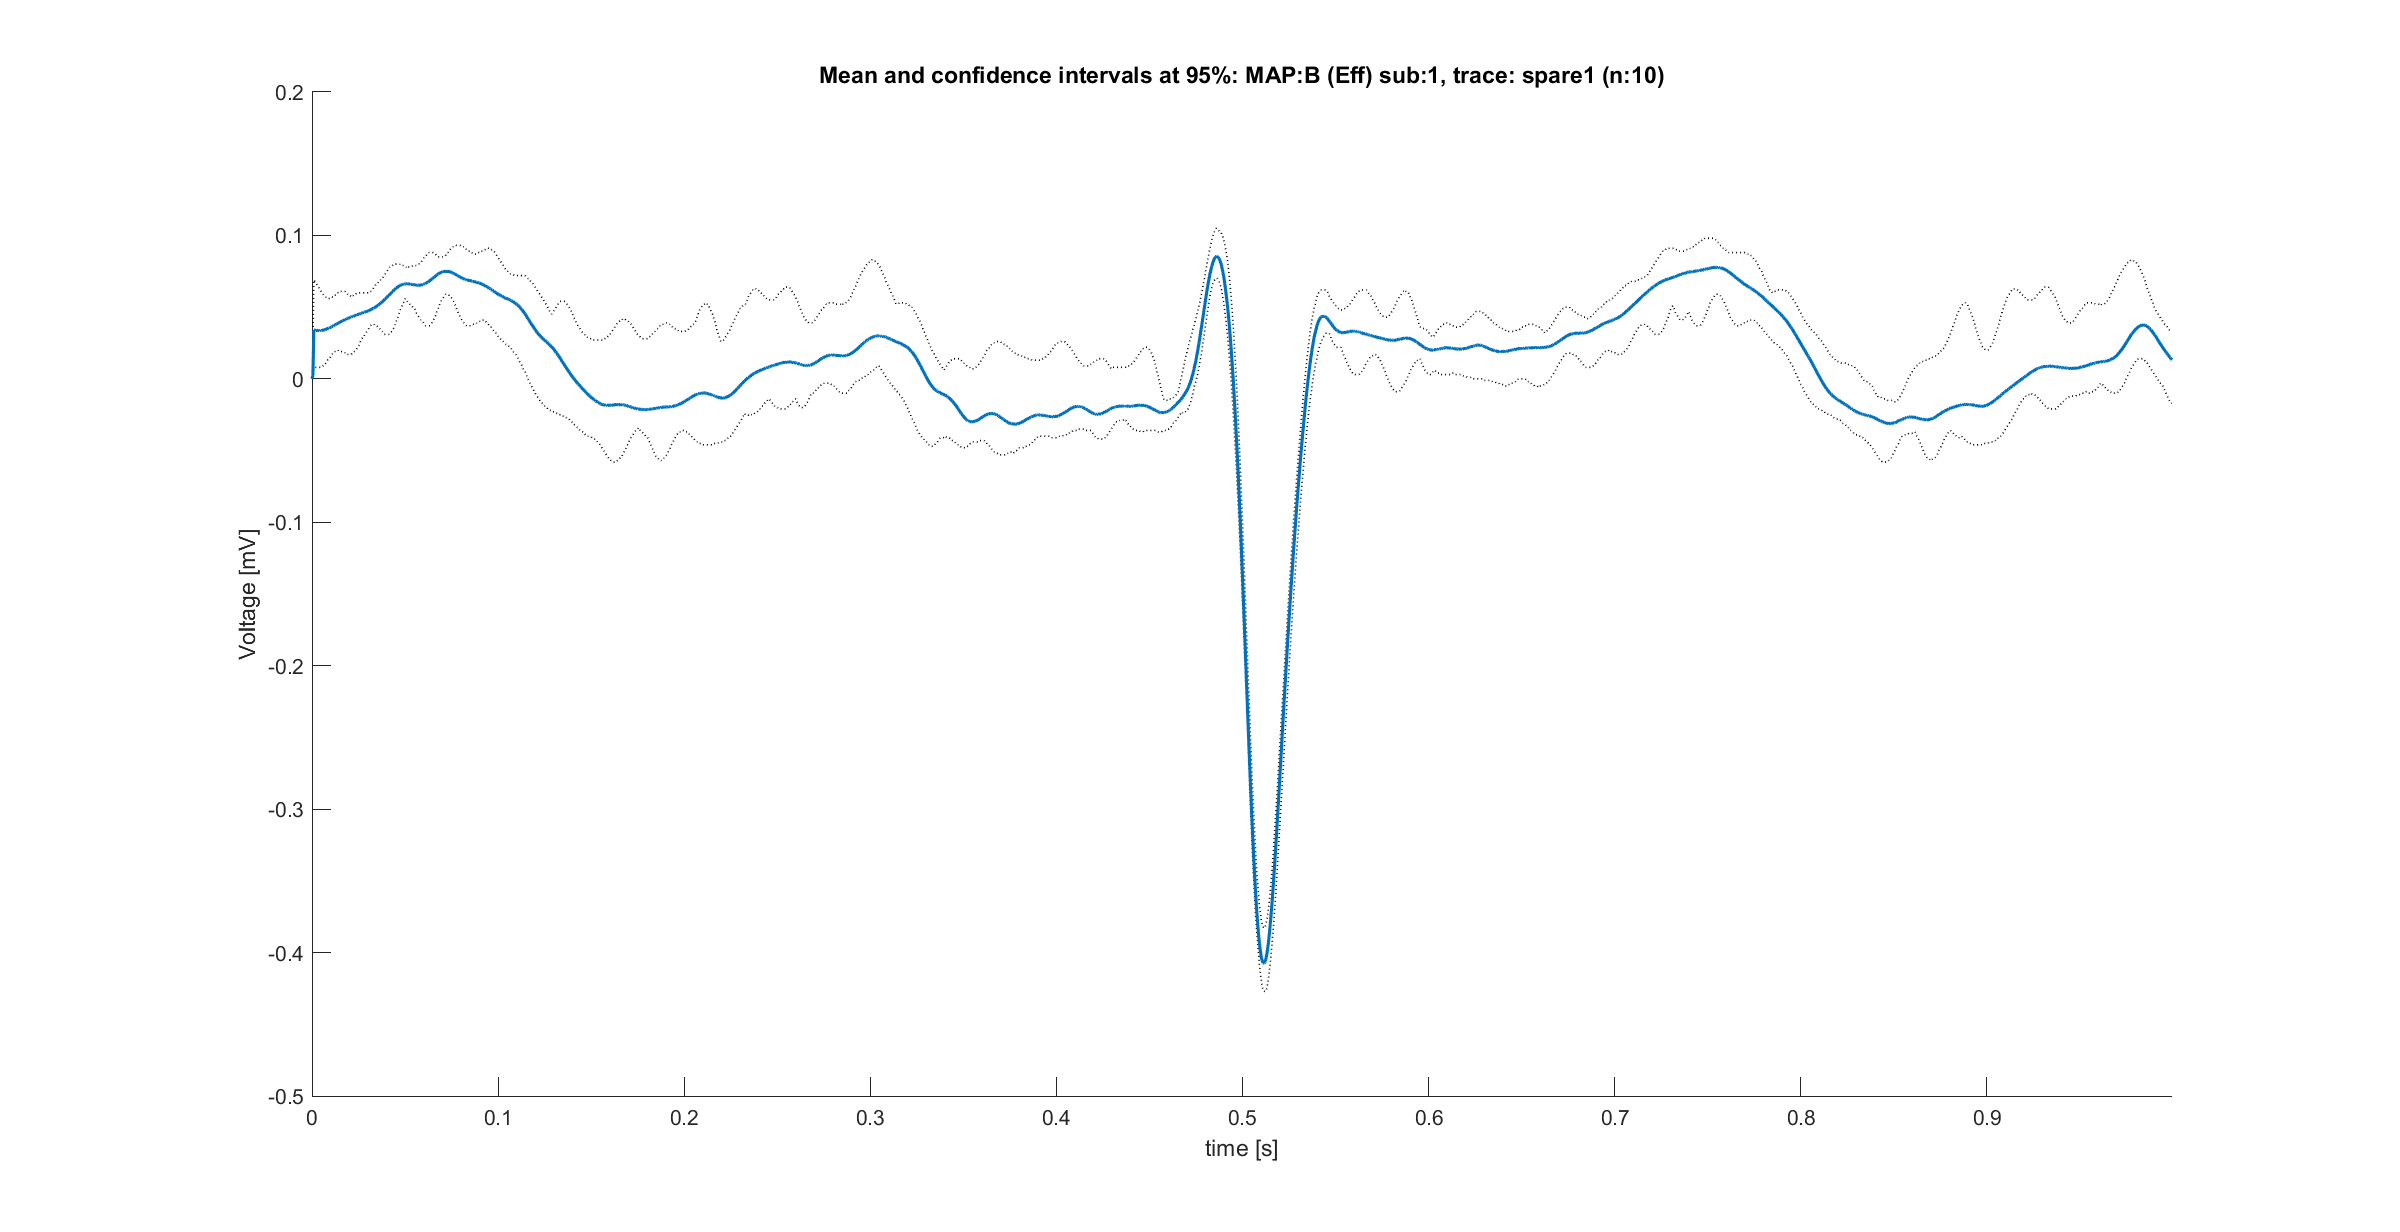 Mean and confidence intervals at 95%: MAP:B (Eff) sub:1, trace: spare1 (n:10)
0.2
0.1
0
-0.1
-0.2
-0.3
-0.4
-0.5
Voltage [mV]
0 0.1 0.2 0.3 0.4 0.5 0.6 0.7 0.8 0.9
time [s]